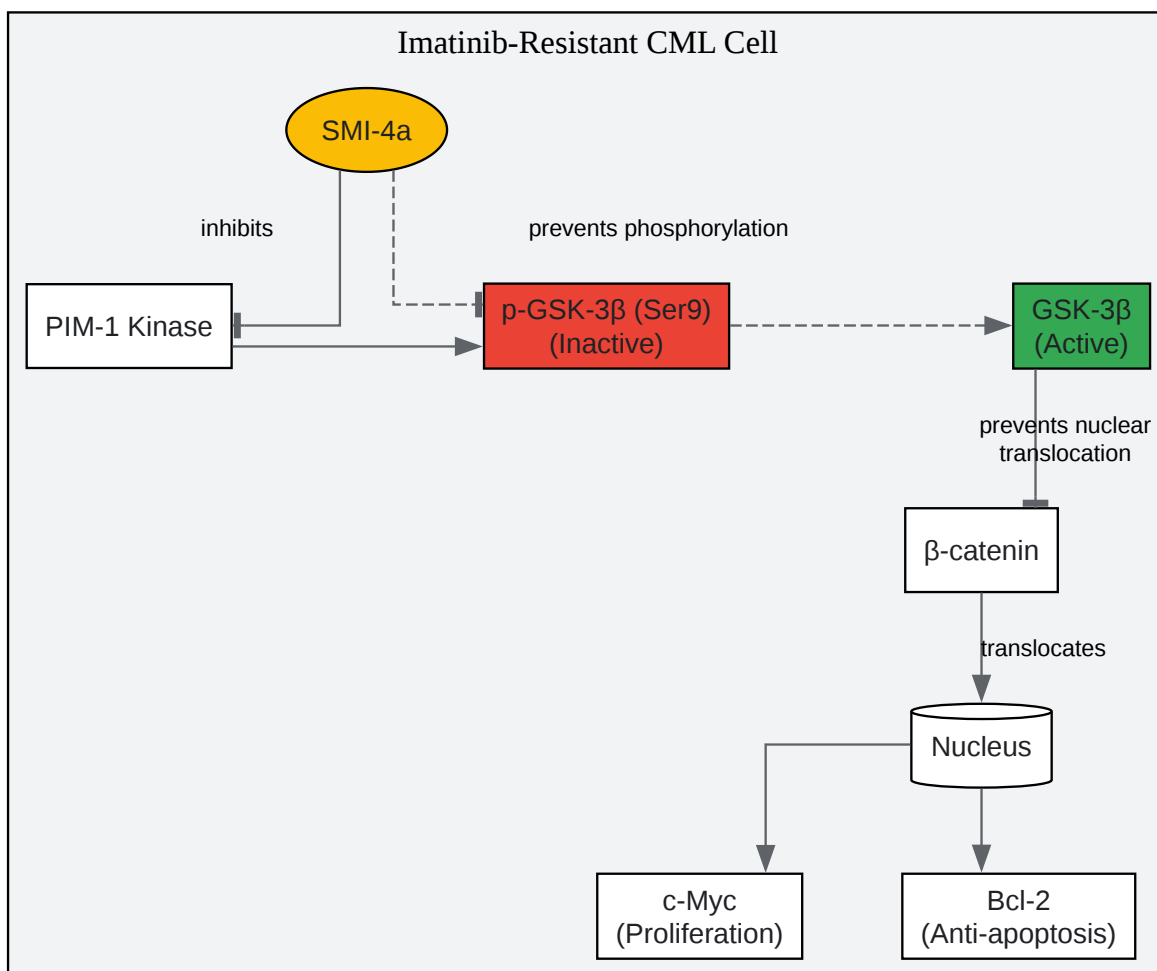 Imatinib-Resistant CML Cell
SMI-4a
inhibits
prevents phosphorylation
PIM-1 Kinase
p-GSK-3β (Ser9)
(Inactive)
GSK-3β
(Active)
prevents nuclear
translocation
β-catenin
translocates
Nucleus
c-Myc
(Proliferation)
Bcl-2
(Anti-apoptosis)